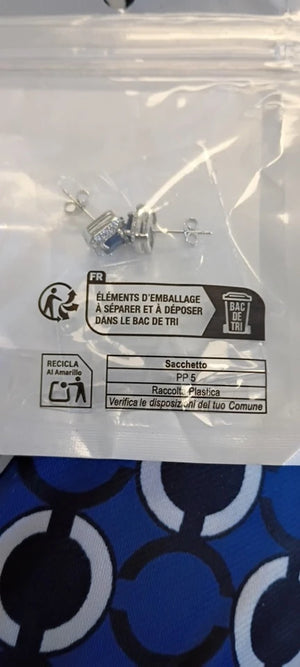 FR
ÉLÉMENTS D'EMBALLAGE
À SÉPARER ET À DÉPOSER
DANS LE BAC DE TRI
BAC
DE
TRI
RECICLA
Al Amarillo
Sacchetto
PP 5
Raccolta Plastica
Verifica le disposizioni del tuo Comune